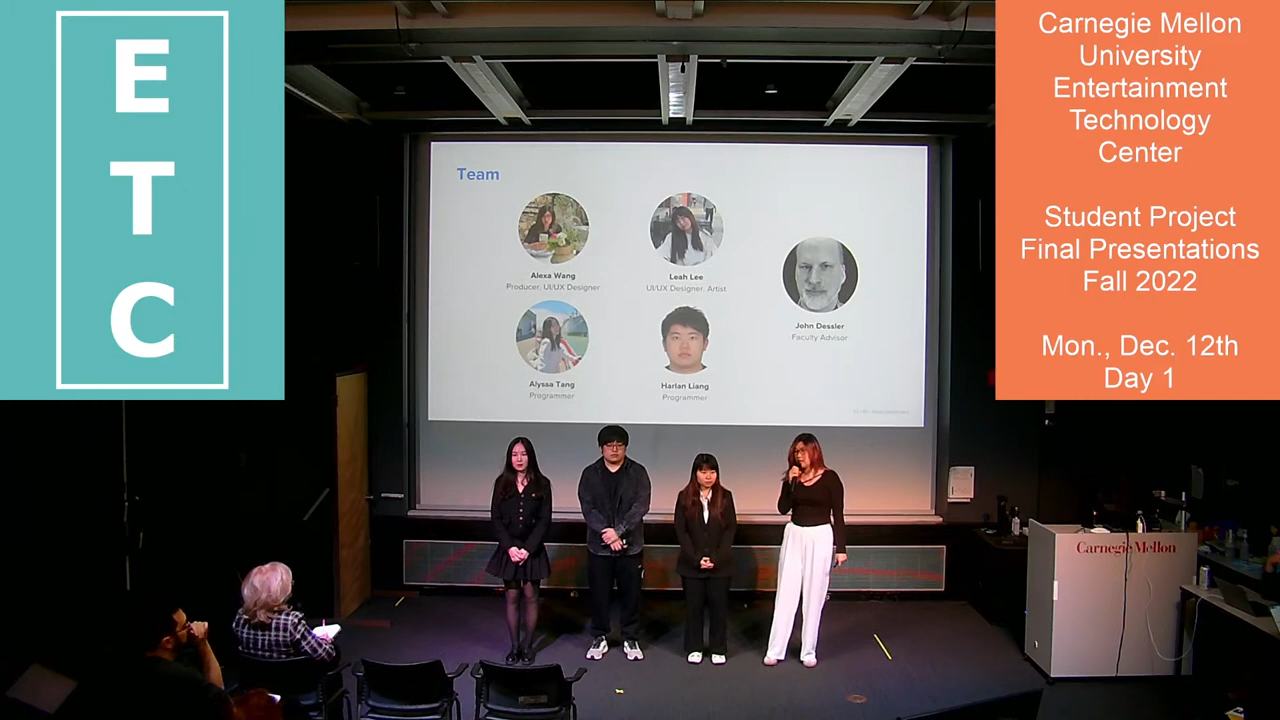 E
T
C
Carnegie Mellon
University
Entertainment
Technology
Center
Student Project
Final Presentations
Fall 2022
Mon., Dec. 12th
Day 1
Team
Alexa Wang
Producer, UI/UX Designer
Leah Lee
UI/UX Designer, Artist
John Dessler
Faculty Advisor
Alyssa Tang
Programmer
Harlan Liang
Programmer
Carnegie Mellon